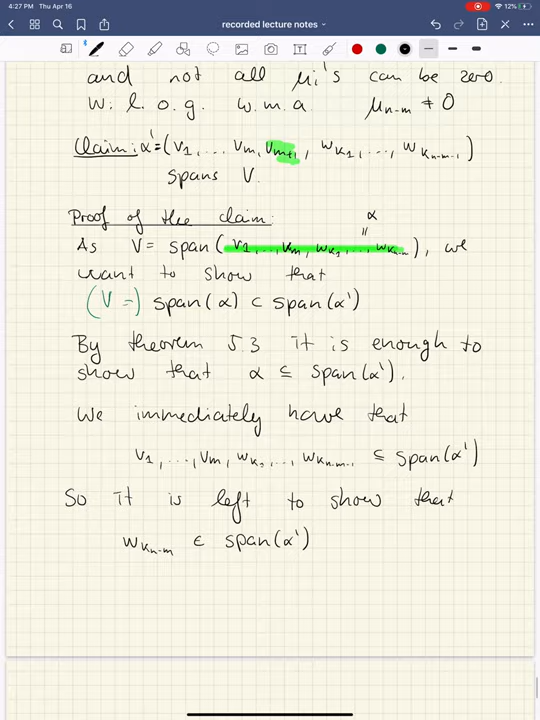 4:27 PM Thu Apr 16
12%
recorded lecture notes
and not all μi's can be zero.
w. l. o. g. w. m. a. μn-m ≠ 0
Claim: α' = (v1, ..., vm, vm+1, wk1, ..., wkn-m-1)
spans V.
Proof of the claim:
α
=
As V = span( v1, ..., vm, wk1, ..., wkn-m ), we
want to show that
(V =) span(α) ⊂ span(α')
By theorem 5.3 it is enough to
show that α ⊆ span(α').
We immediately have that
v1, ..., vm, wk1, ..., wkn-m-1 ⊆ span(α')
So it is left to show that
wkn-m ∈ span(α')